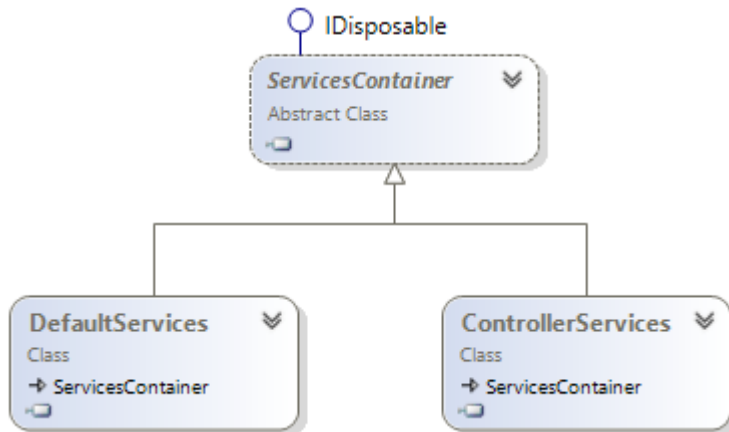 IDisposable
ServicesContainer
Abstract Class
DefaultServices
Class
ServicesContainer
ControllerServices
Class
ServicesContainer